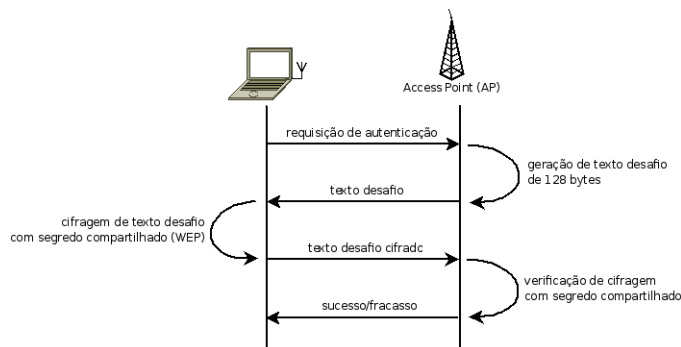 Access Point (AP)
requisição de autenticação
geração de texto desafio
de 128 bytes
texto desafio
cifragem de texto desafio
com segredo compartilhado (WEP)
texto desafio cifradc
verificação de cifragem
com segredo compartilhado
sucesso/fracasso